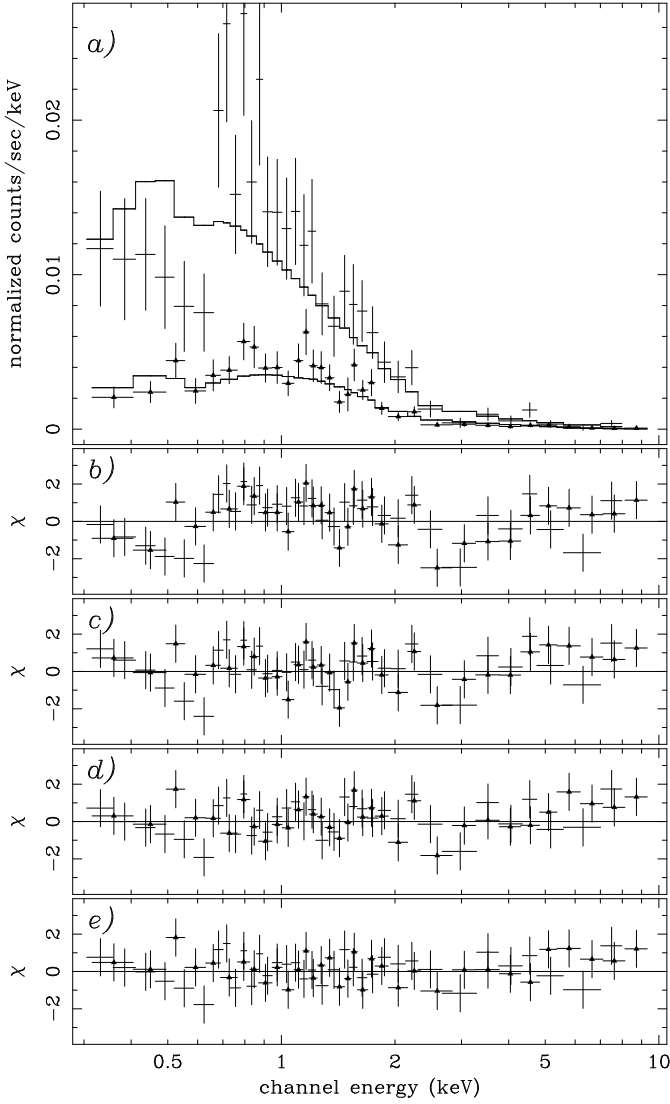 a)
normalized counts/sec/keV
0.02
0.01
0
b)
χ
2
0
−2
c)
χ
2
0
−2
d)
χ
2
0
−2
e)
χ
2
0
−2
0.5 1 2 5 10
channel energy (keV)